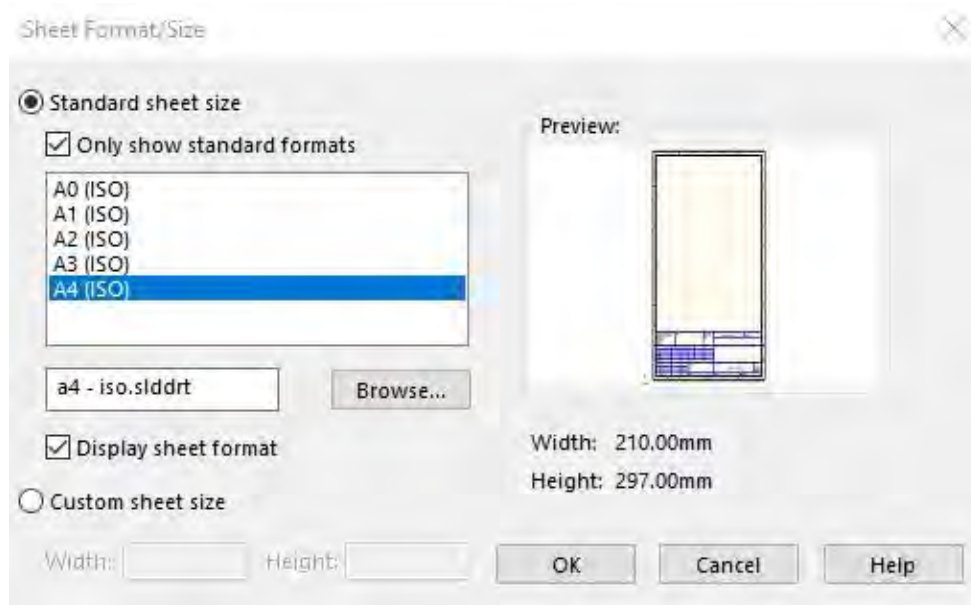 Sheet Format/Size
Standard sheet size
Only show standard formats
A0 (ISO)
A1 (ISO)
A2 (ISO)
A3 (ISO)
A4 (ISO)
a4 - iso.slddrt
Browse...
Display sheet format
Custom sheet size
Width:
Height:
Preview:
Width: 210.00mm
Height: 297.00mm
OK
Cancel
Help